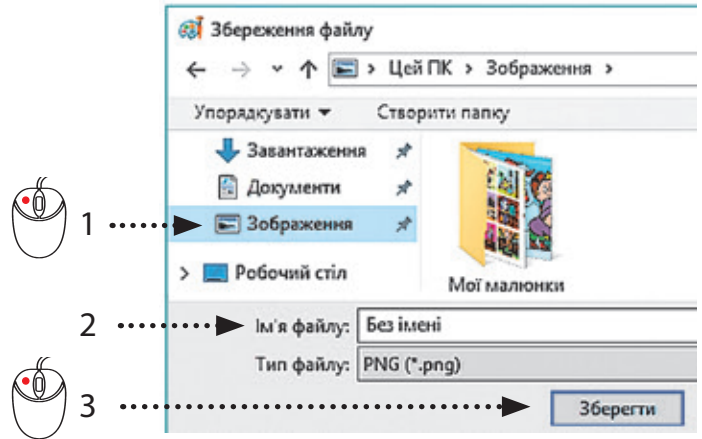 Збереження файлу
Цей ПК > Зображення >
Упорядкувати Створити папку
Завантаження
Документи
1 Зображення
> Робочий стіл
Мої малюнки
2 Ім'я файлу: Без імені
Тип файлу: PNG (*.png)
3 Зберегти